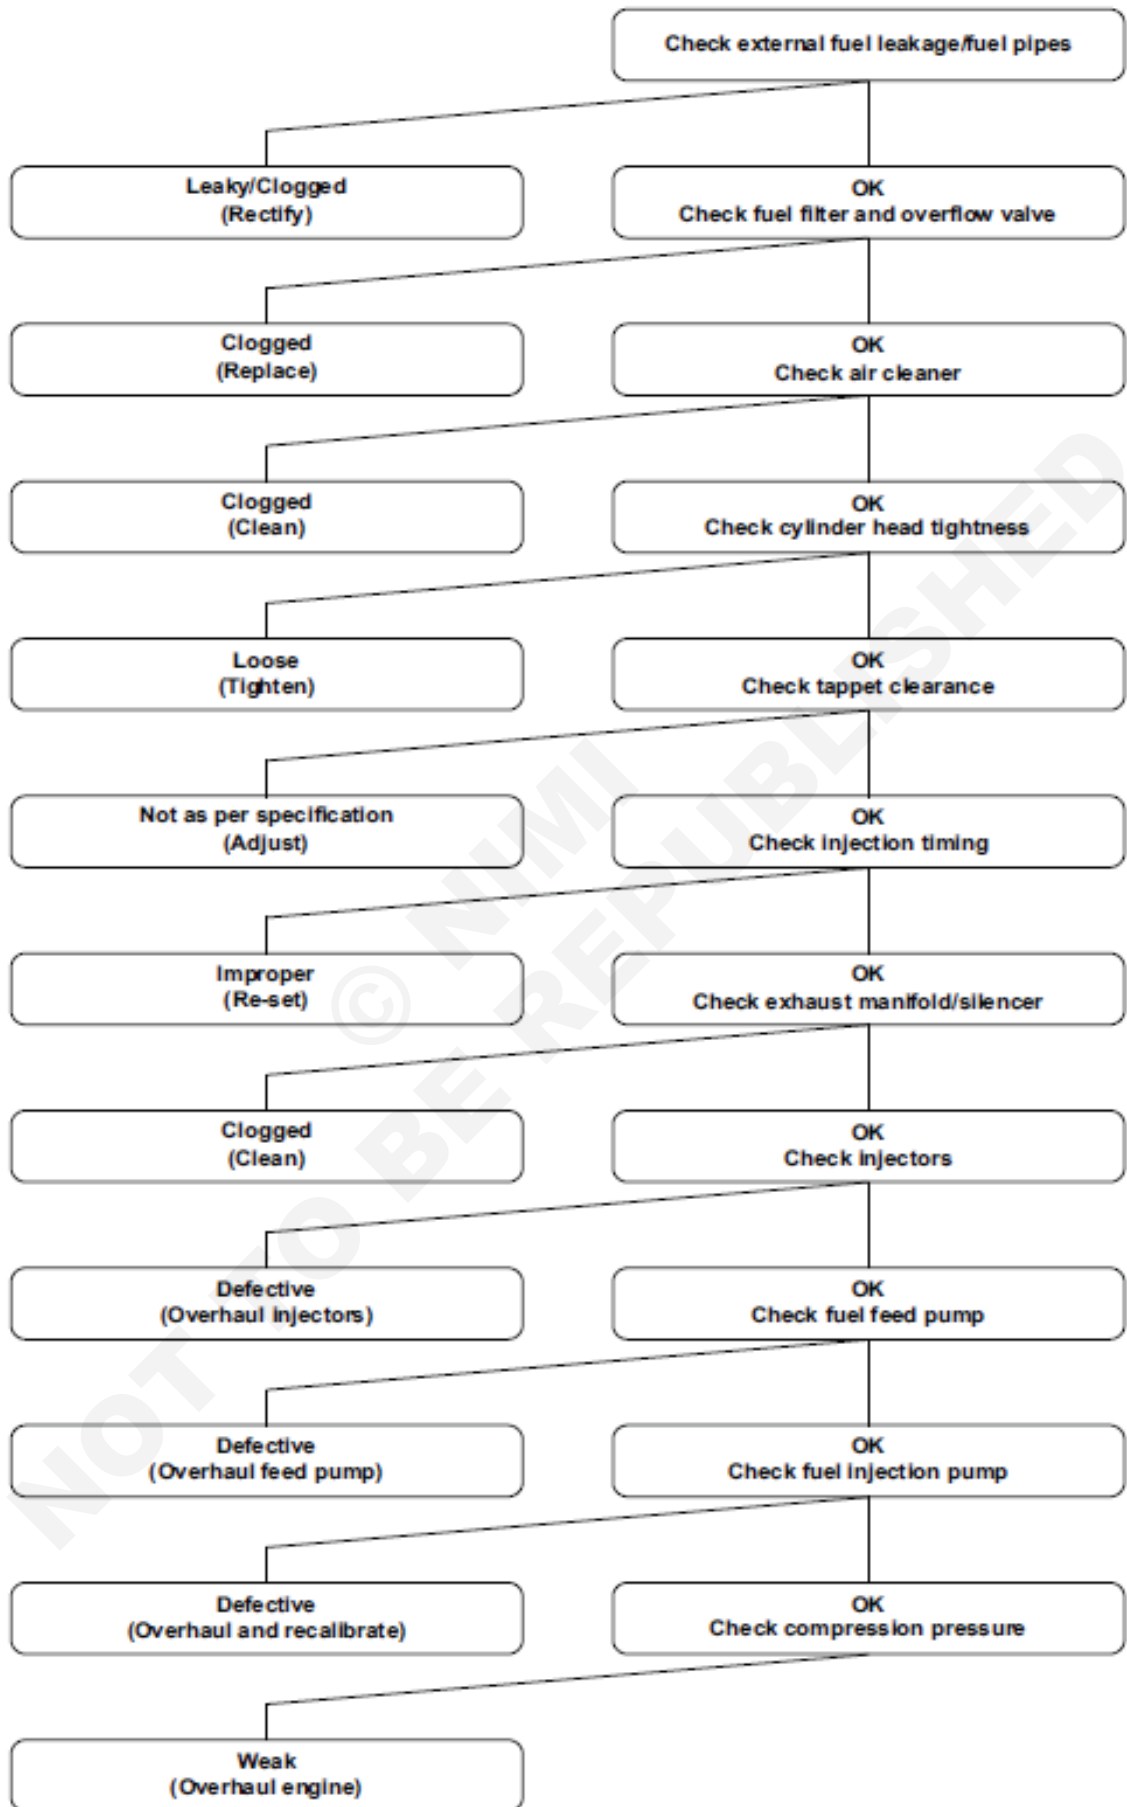 Check external fuel leakage/fuel pipes
Leaky/Clogged
(Rectify)
OK
Check fuel filter and overflow valve
Clogged
(Replace)
OK
Check air cleaner
Clogged
(Clean)
OK
Check cylinder head tightness
Loose
(Tighten)
OK
Check tappet clearance
Not as per specification
(Adjust)
OK
Check injection timing
Improper
(Re-set)
OK
Check exhaust manifold/silencer
Clogged
(Clean)
OK
Check injectors
Defective
(Overhaul injectors)
OK
Check fuel feed pump
Defective
(Overhaul feed pump)
OK
Check fuel injection pump
Defective
(Overhaul and recalibrate)
OK
Check compression pressure
Weak
(Overhaul engine)
© NIMI
NOT TO BE REPUBLISHED